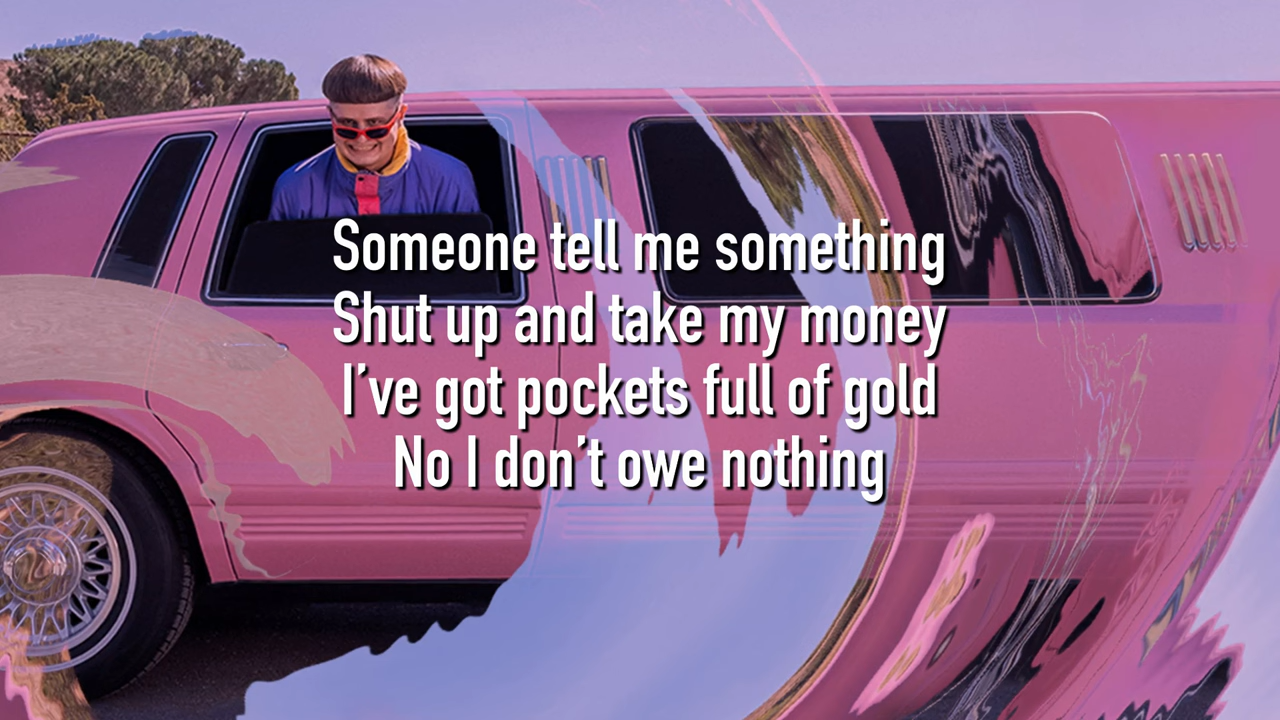 Someone tell me something
Shut up and take my money
I've got pockets full of gold
No I don't owe nothing